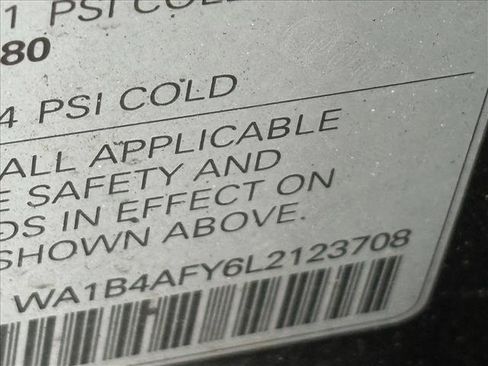 1 PSI COLD
80
4 PSI COLD
ALL APPLICABLE
E SAFETY AND
DS IN EFFECT ON
SHOWN ABOVE.
WA1B4AFY6L2123708